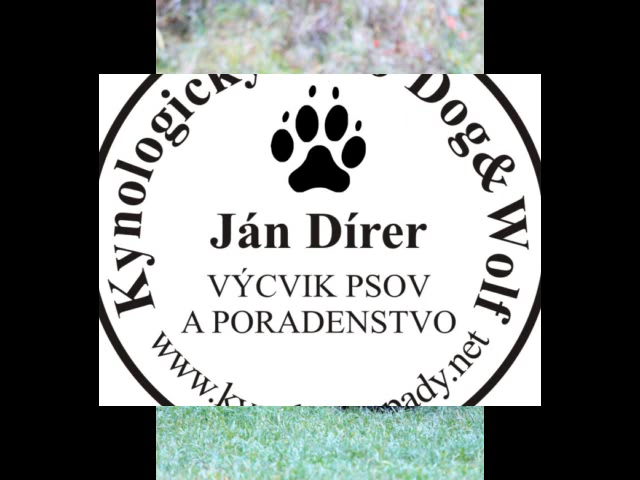 Kynologický
Dog& Wolf
Ján Dírer
VÝCVIK PSOV
A PORADENSTVO